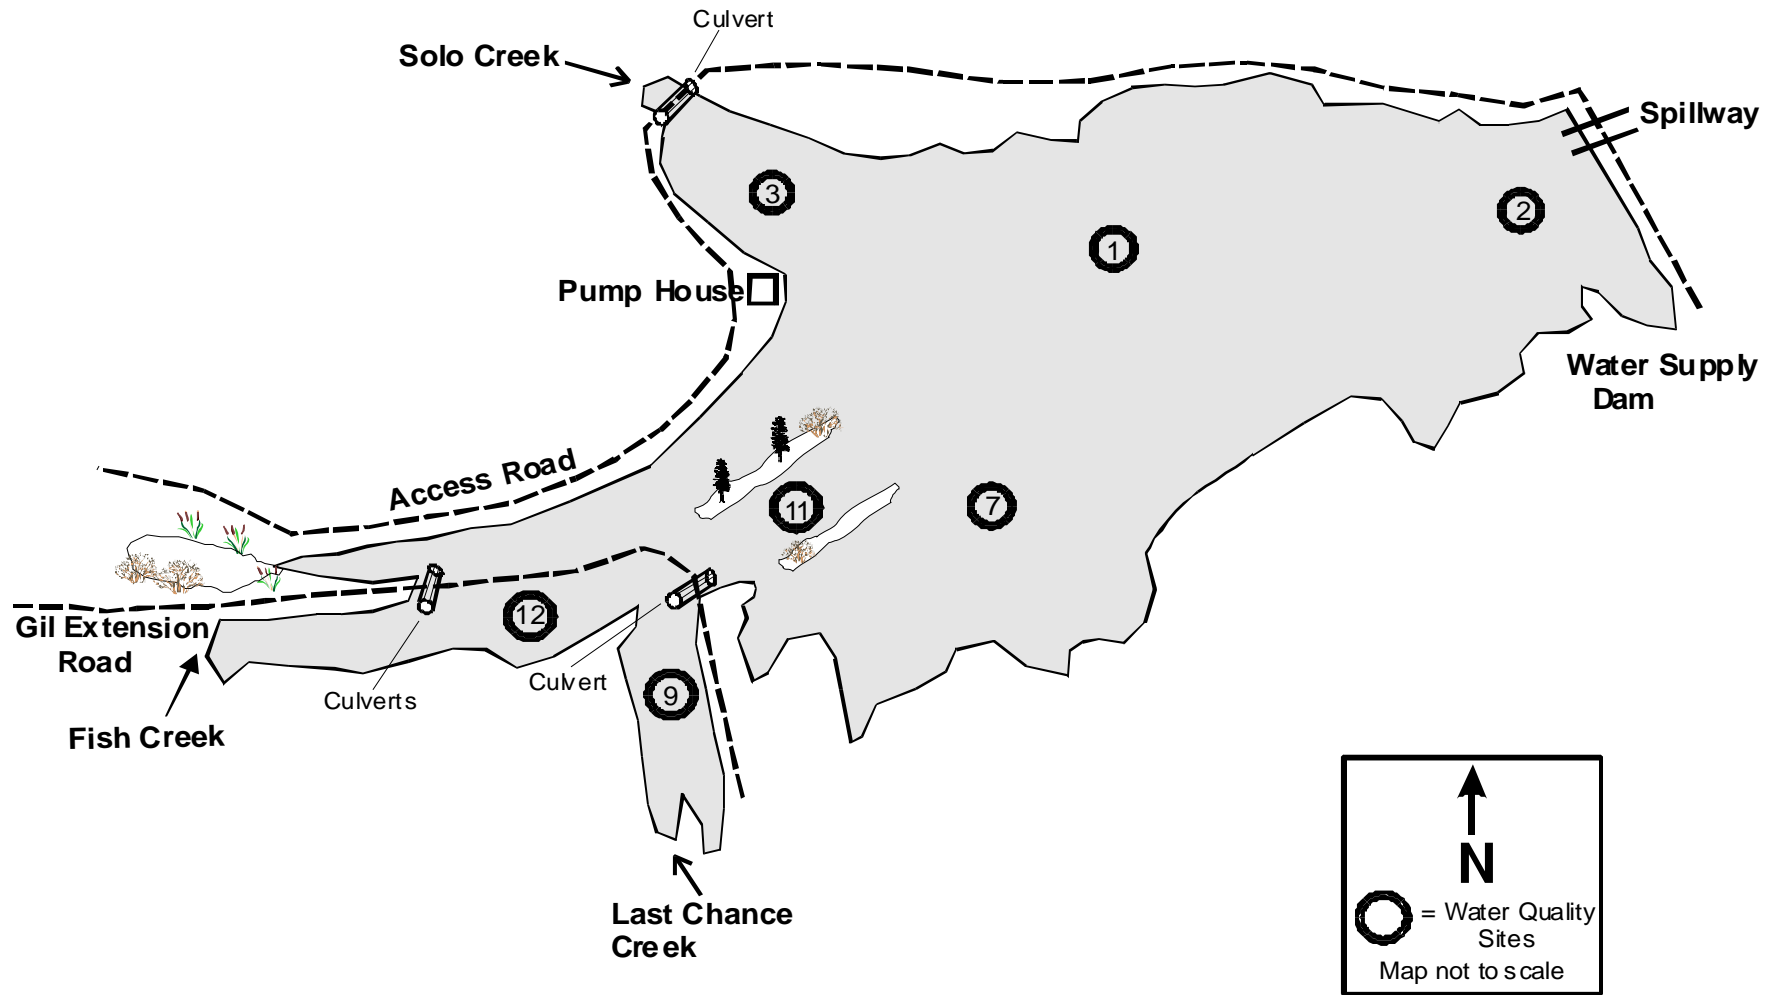 Culvert
Solo Creek
Spillway
3
2
1
Pump House
Water Supply
Dam
Access Road
11
7
12
Gil Extension
Road
Culvert
Culverts
9
Fish Creek
Last Chance
Creek
N
= Water Quality
Sites
Map not to scale